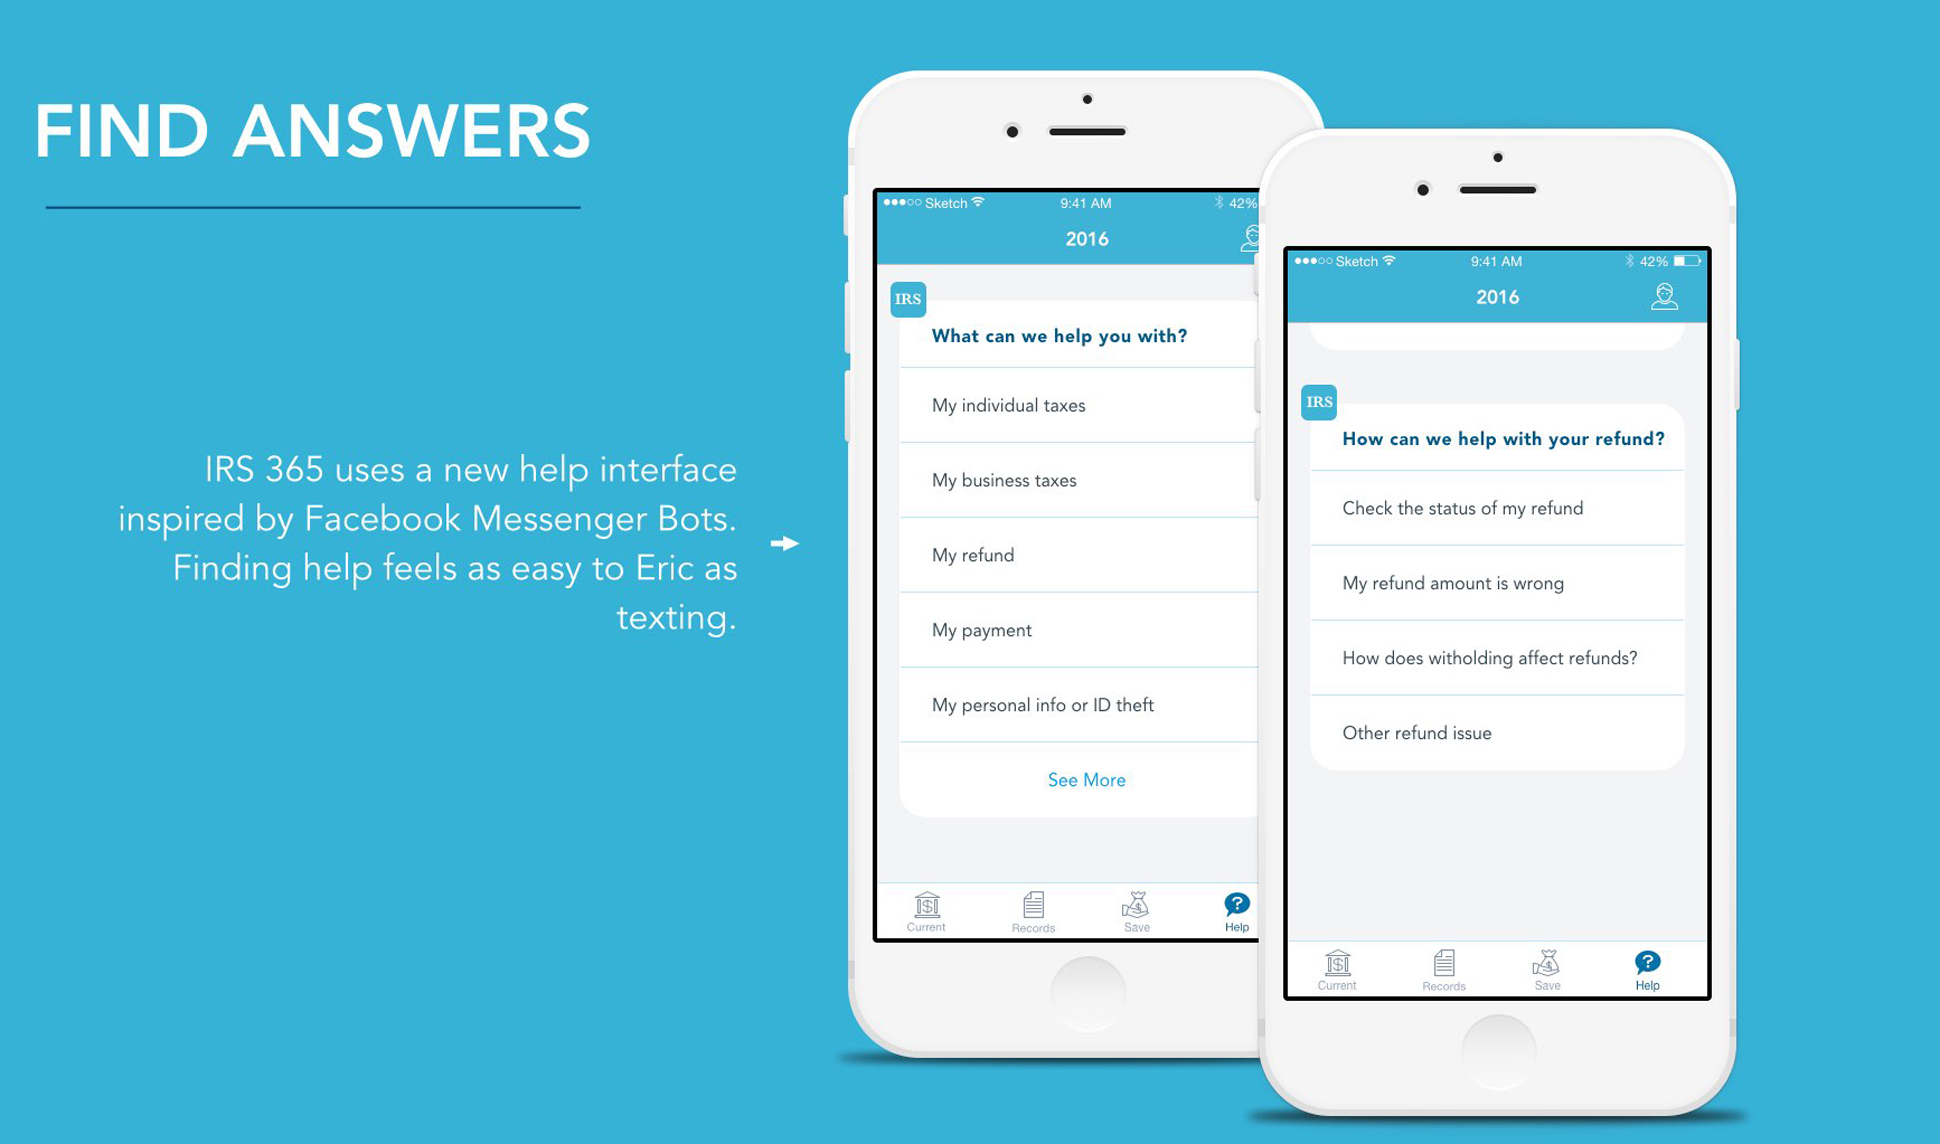 FIND ANSWERS
IRS 365 uses a new help interface
inspired by Facebook Messenger Bots.
Finding help feels as easy to Eric as
texting.
Sketch 9:41 AM 42%
2016
IRS
What can we help you with?
My individual taxes
My business taxes
My refund
My payment
My personal info or ID theft
See More
Current Records Save Help
Sketch 9:41 AM 42%
2016
IRS
How can we help with your refund?
Check the status of my refund
My refund amount is wrong
How does witholding affect refunds?
Other refund issue
Current Records Save Help